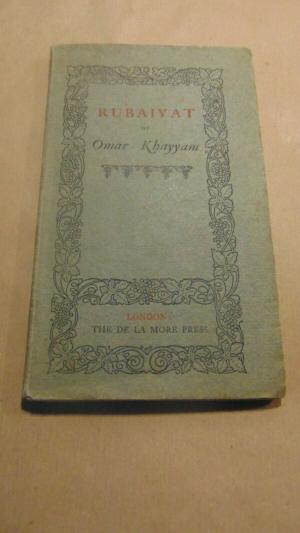 RUBAIYAT
OF
Omar Khayyam
LONDON
THE DE LA MORE PRESS